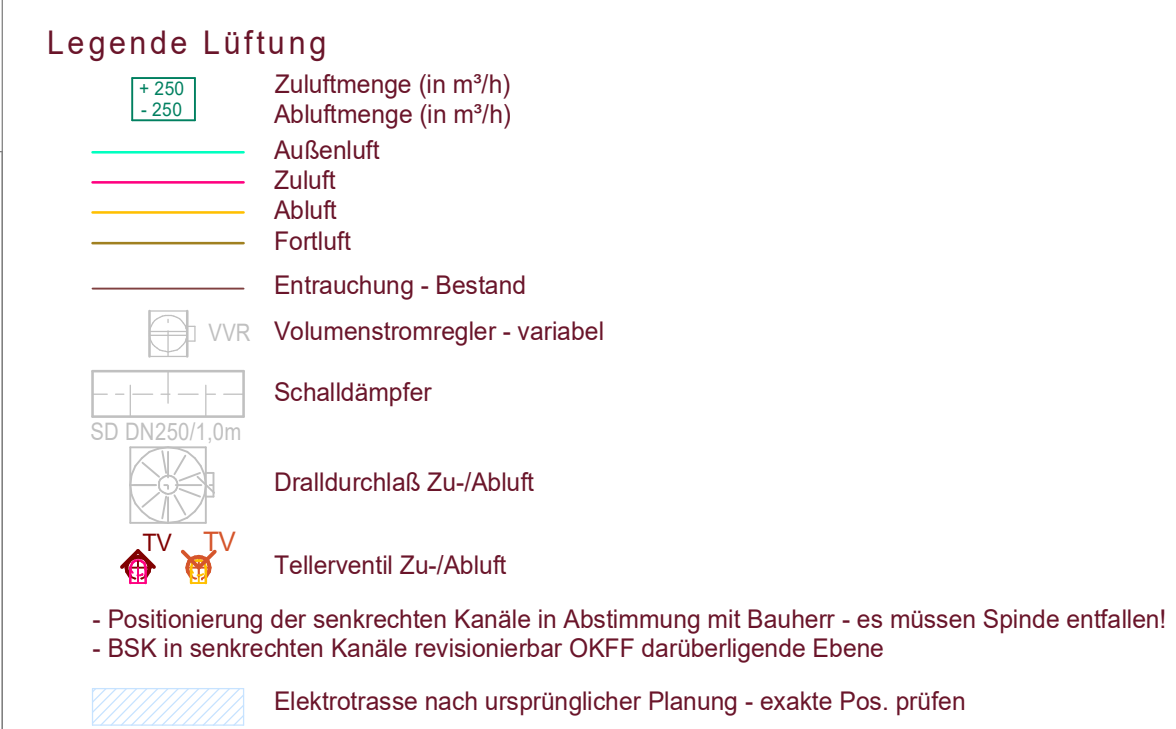 Legende Lüftung
+ 250
- 250
Zuluftmenge (in m³/h)
Abluftmenge (in m³/h)
Außenluft
Zuluft
Abluft
Fortluft
Entrauchung - Bestand
VVR
Volumenstromregler - variabel
Schalldämpfer
SD DN250/1,0m
Dralldurchlaß Zu-/Abluft
TV TV
Tellerventil Zu-/Abluft
- Positionierung der senkrechten Kanäle in Abstimmung mit Bauherr - es müssen Spinde entfallen!
- BSK in senkrechten Kanäle revisionierbar OKFF darüberligende Ebene
Elektrotrasse nach ursprünglicher Planung - exakte Pos. prüfen